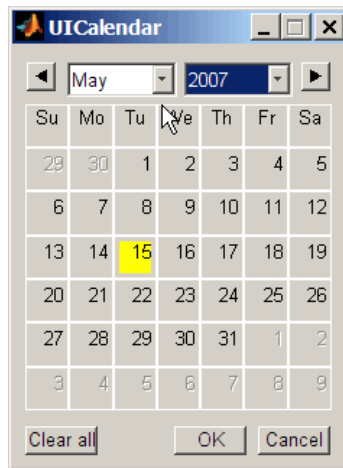 UICalendar
May 2007
Su Mo Tu We Th Fr Sa
29 30 1 2 3 4 5
6 7 8 9 10 11 12
13 14 15 16 17 18 19
20 21 22 23 24 25 26
27 28 29 30 31 1 2
3 4 5 6 7 8 9
Clear all OK Cancel